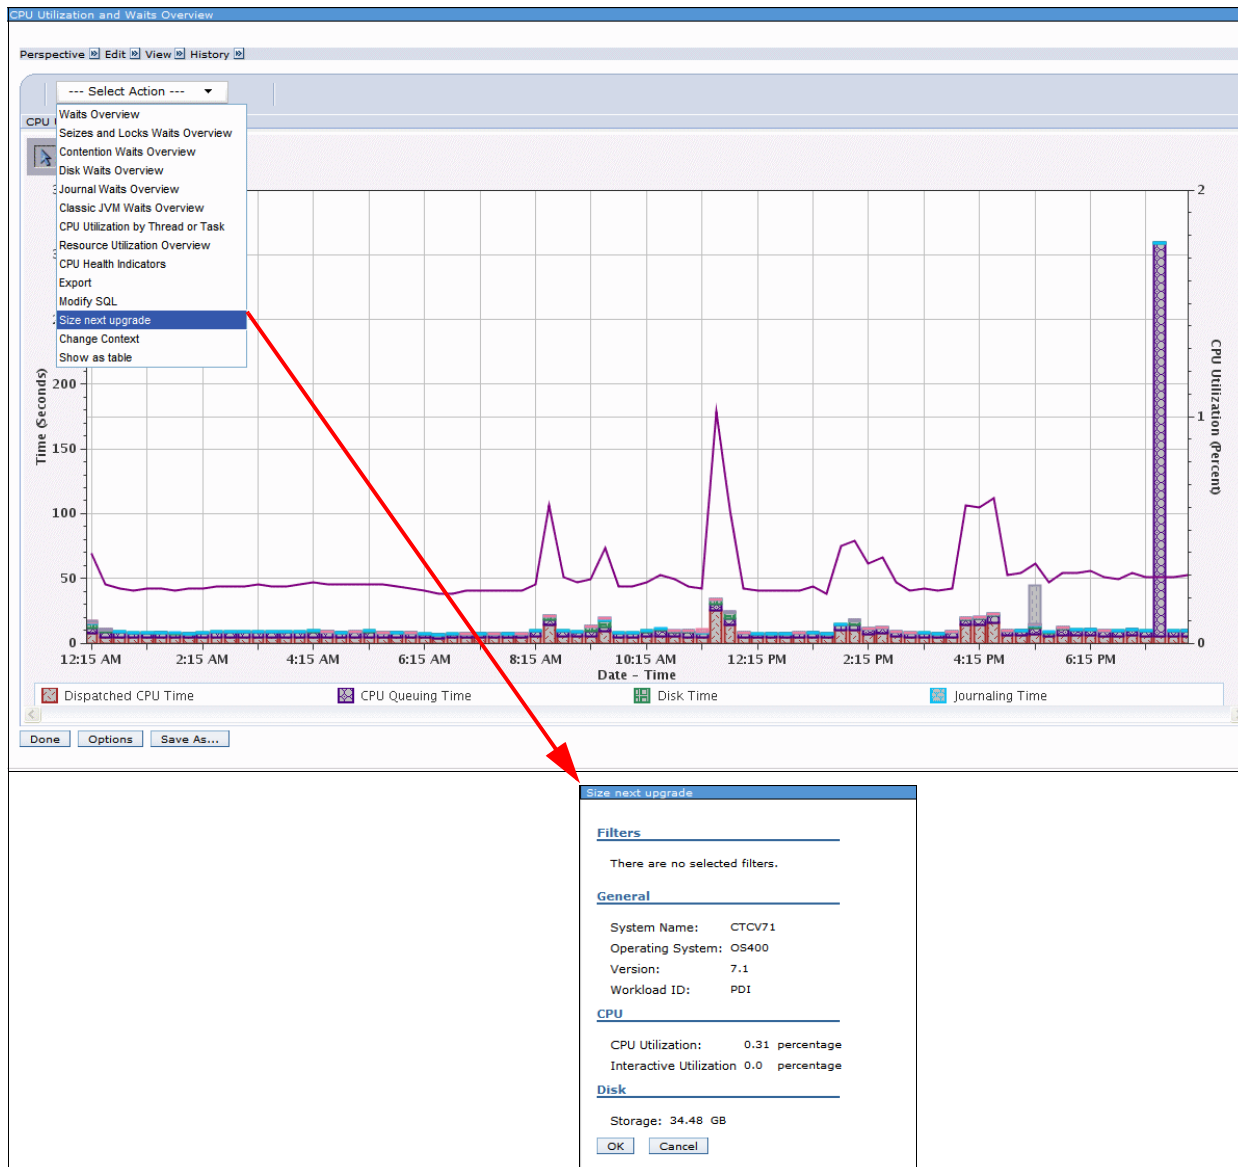 CPU Utilization and Waits Overview
Perspective Edit View History
--- Select Action ---
CPU U
Waits Overview
Seizes and Locks Waits Overview
Contention Waits Overview
Disk Waits Overview
Journal Waits Overview
Classic JVM Waits Overview
CPU Utilization by Thread or Task
Resource Utilization Overview
CPU Health Indicators
Export
Modify SQL
Size next upgrade
Change Context
Show as table
Time (Seconds)
200
150
100
50
0
2
1
0
CPU Utilization (Percent)
12:15 AM 2:15 AM 4:15 AM 6:15 AM 8:15 AM 10:15 AM 12:15 PM 2:15 PM 4:15 PM 6:15 PM
Date - Time
Dispatched CPU Time CPU Queuing Time Disk Time Journaling Time
Done Options Save As...
Size next upgrade
Filters
There are no selected filters.
General
System Name: CTCV71
Operating System: OS400
Version: 7.1
Workload ID: PDI
CPU
CPU Utilization: 0.31 percentage
Interactive Utilization 0.0 percentage
Disk
Storage: 34.48 GB
OK Cancel